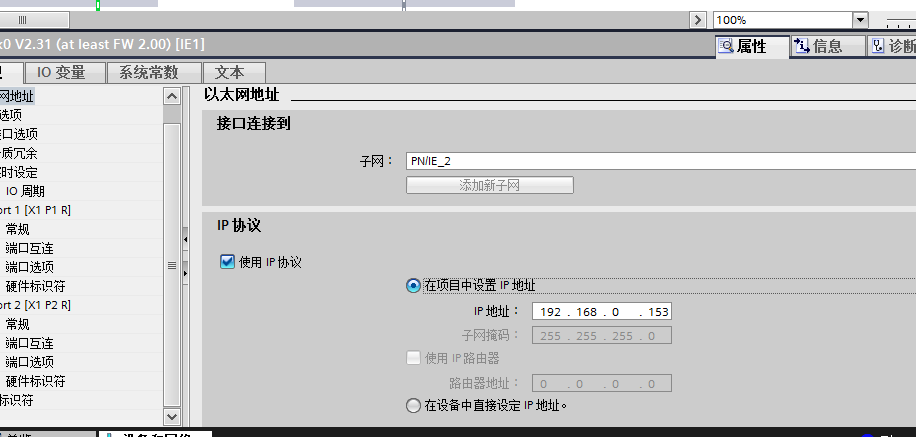 100%
x0 V2.31 (at least FW 2.00) [IE1]
属性
信息
诊断
IO 变量
系统常数
文本
网地址
选项
口选项
质冗余
时设定
IO 周期
ort 1 [X1 P1 R]
常规
端口互连
端口选项
硬件标识符
ort 2 [X1 P2 R]
常规
端口互连
端口选项
硬件标识符
标识符
以太网地址
接口连接到
子网：
PN/IE_2
添加新子网
IP 协议
使用 IP 协议
在项目中设置 IP 地址
IP 地址：
192 . 168 . 0 . 153
子网掩码：
255 . 255 . 255 . 0
使用 IP 路由器
路由器地址：
0 . 0 . 0 . 0
在设备中直接设定 IP 地址。